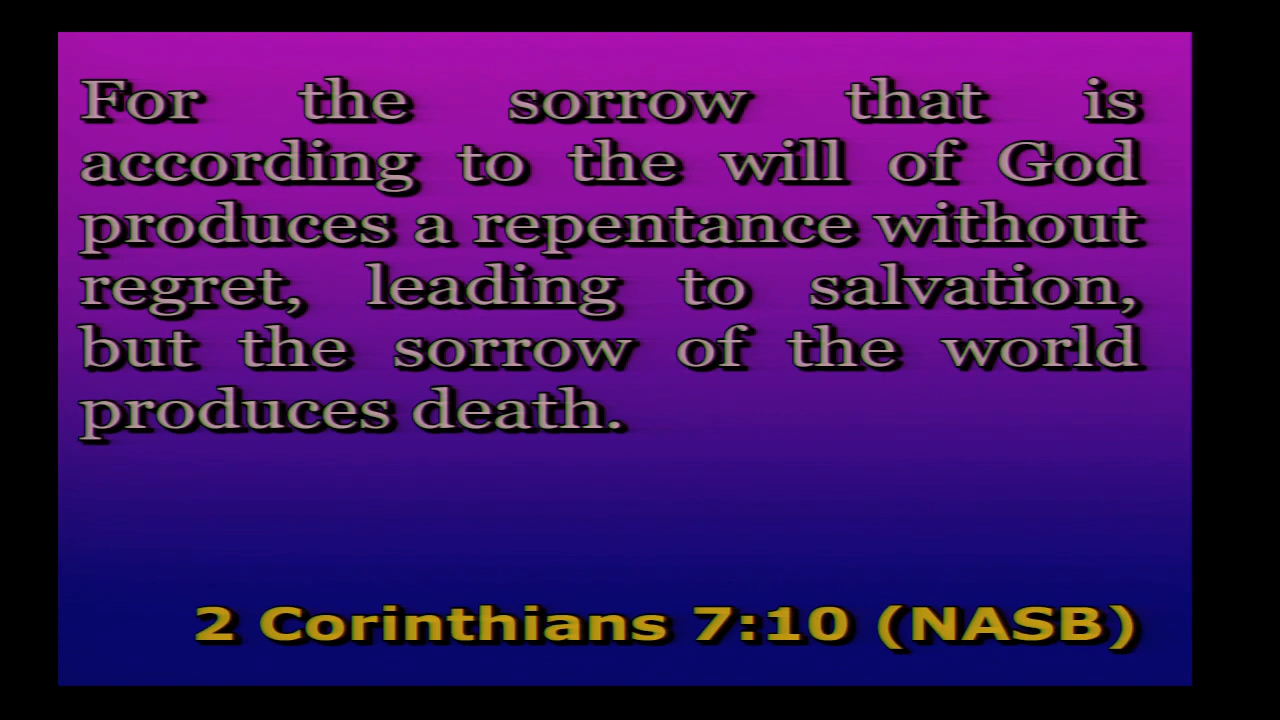 For the sorrow that is
according to the will of God
produces a repentance without
regret, leading to salvation,
but the sorrow of the world
produces death.
2 Corinthians 7:10 (NASB)